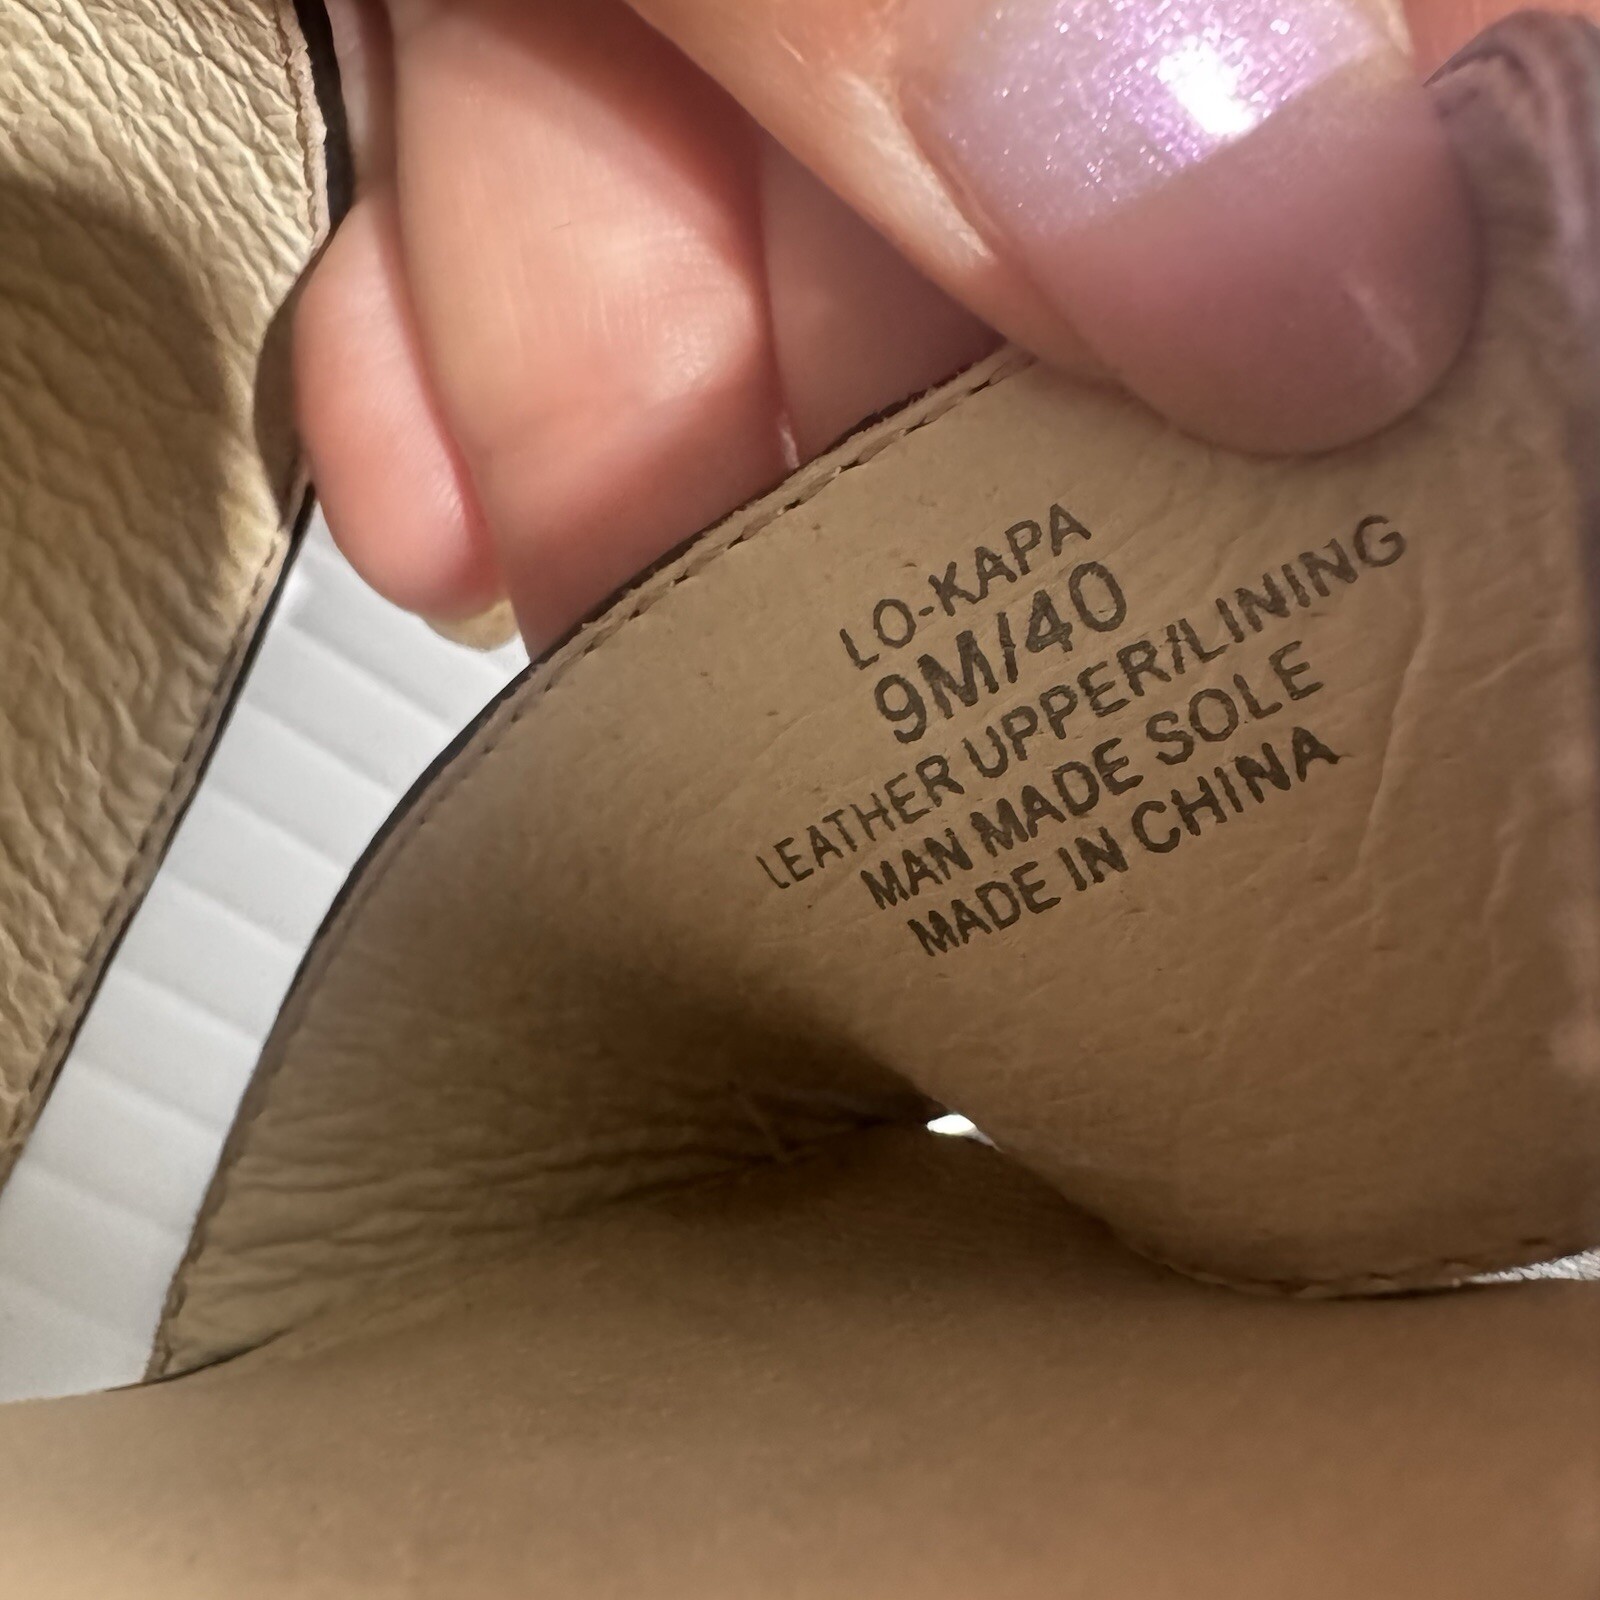 LO-KAPA
9M/40
LEATHER UPPER/LINING
MAN MADE SOLE
MADE IN CHINA